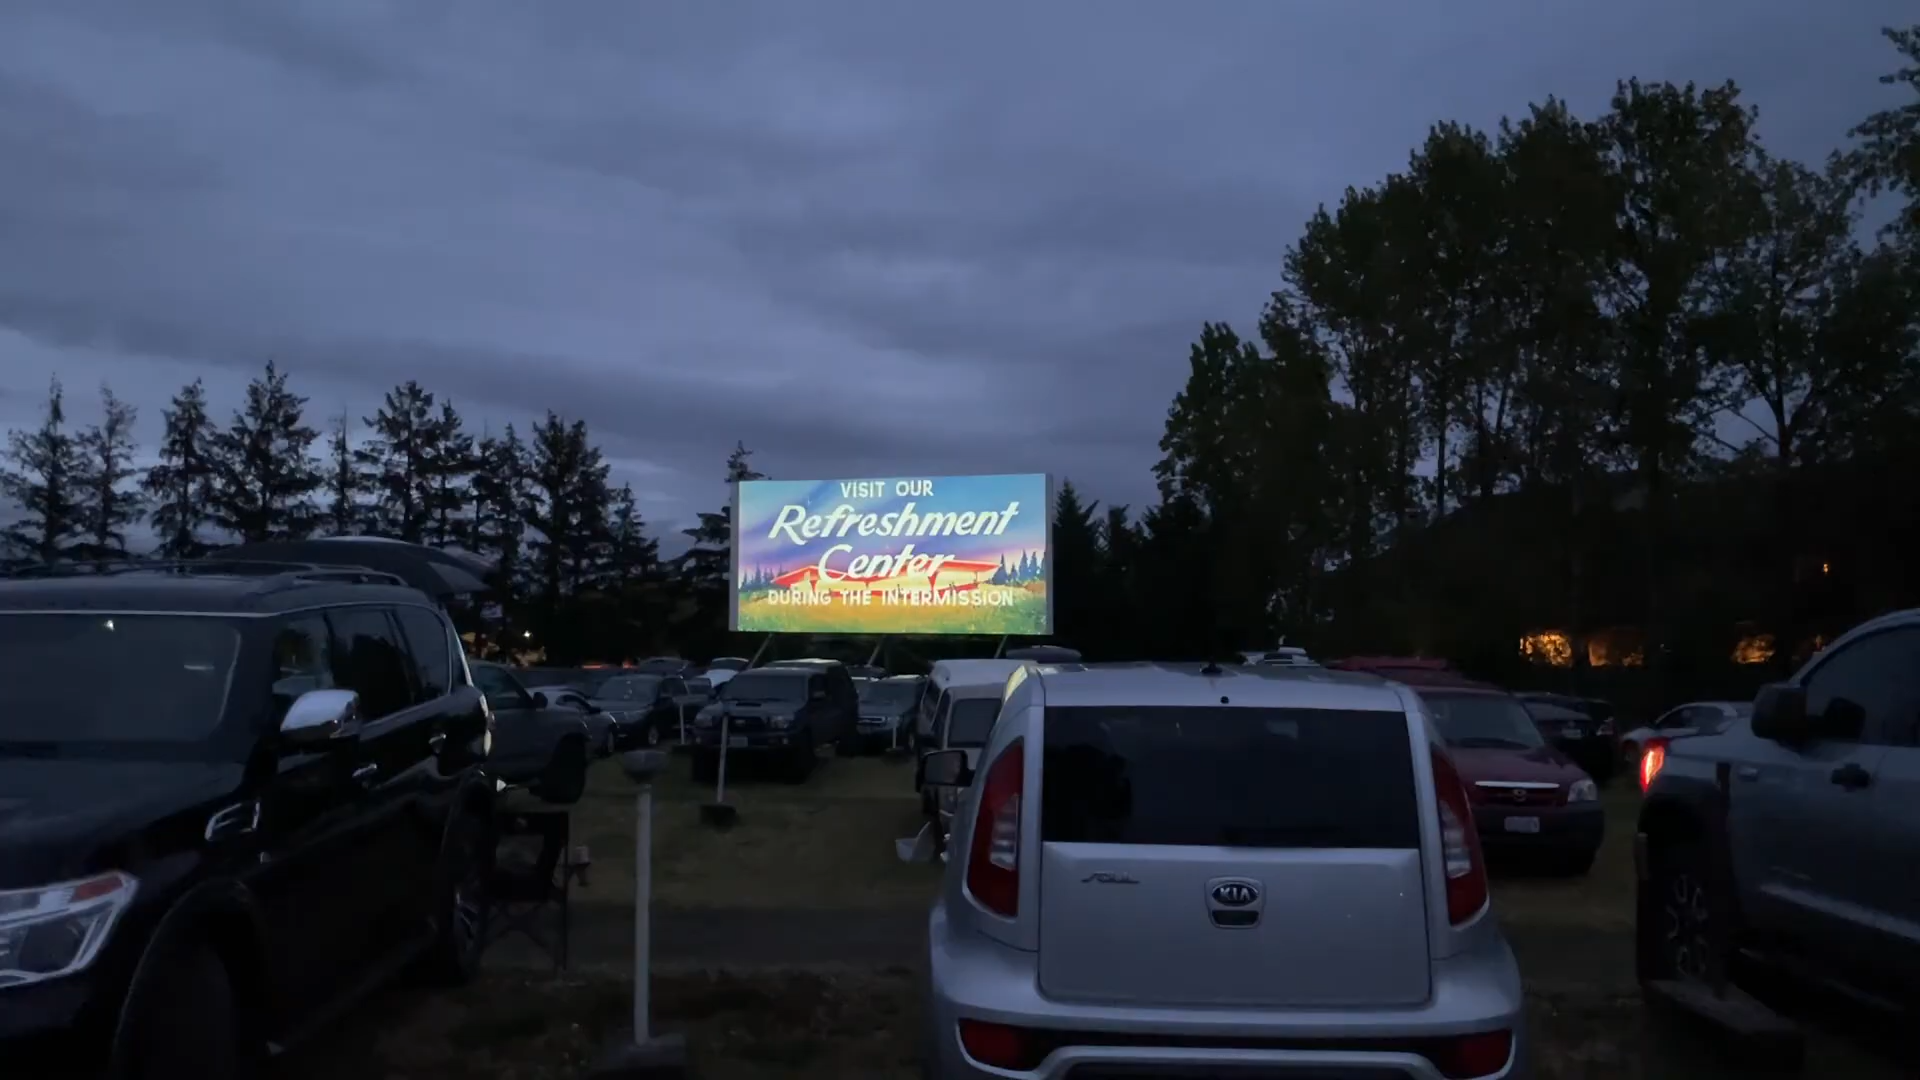 VISIT OUR
Refreshment
Center
DURING THE INTERMISSION
SOUL
KIA